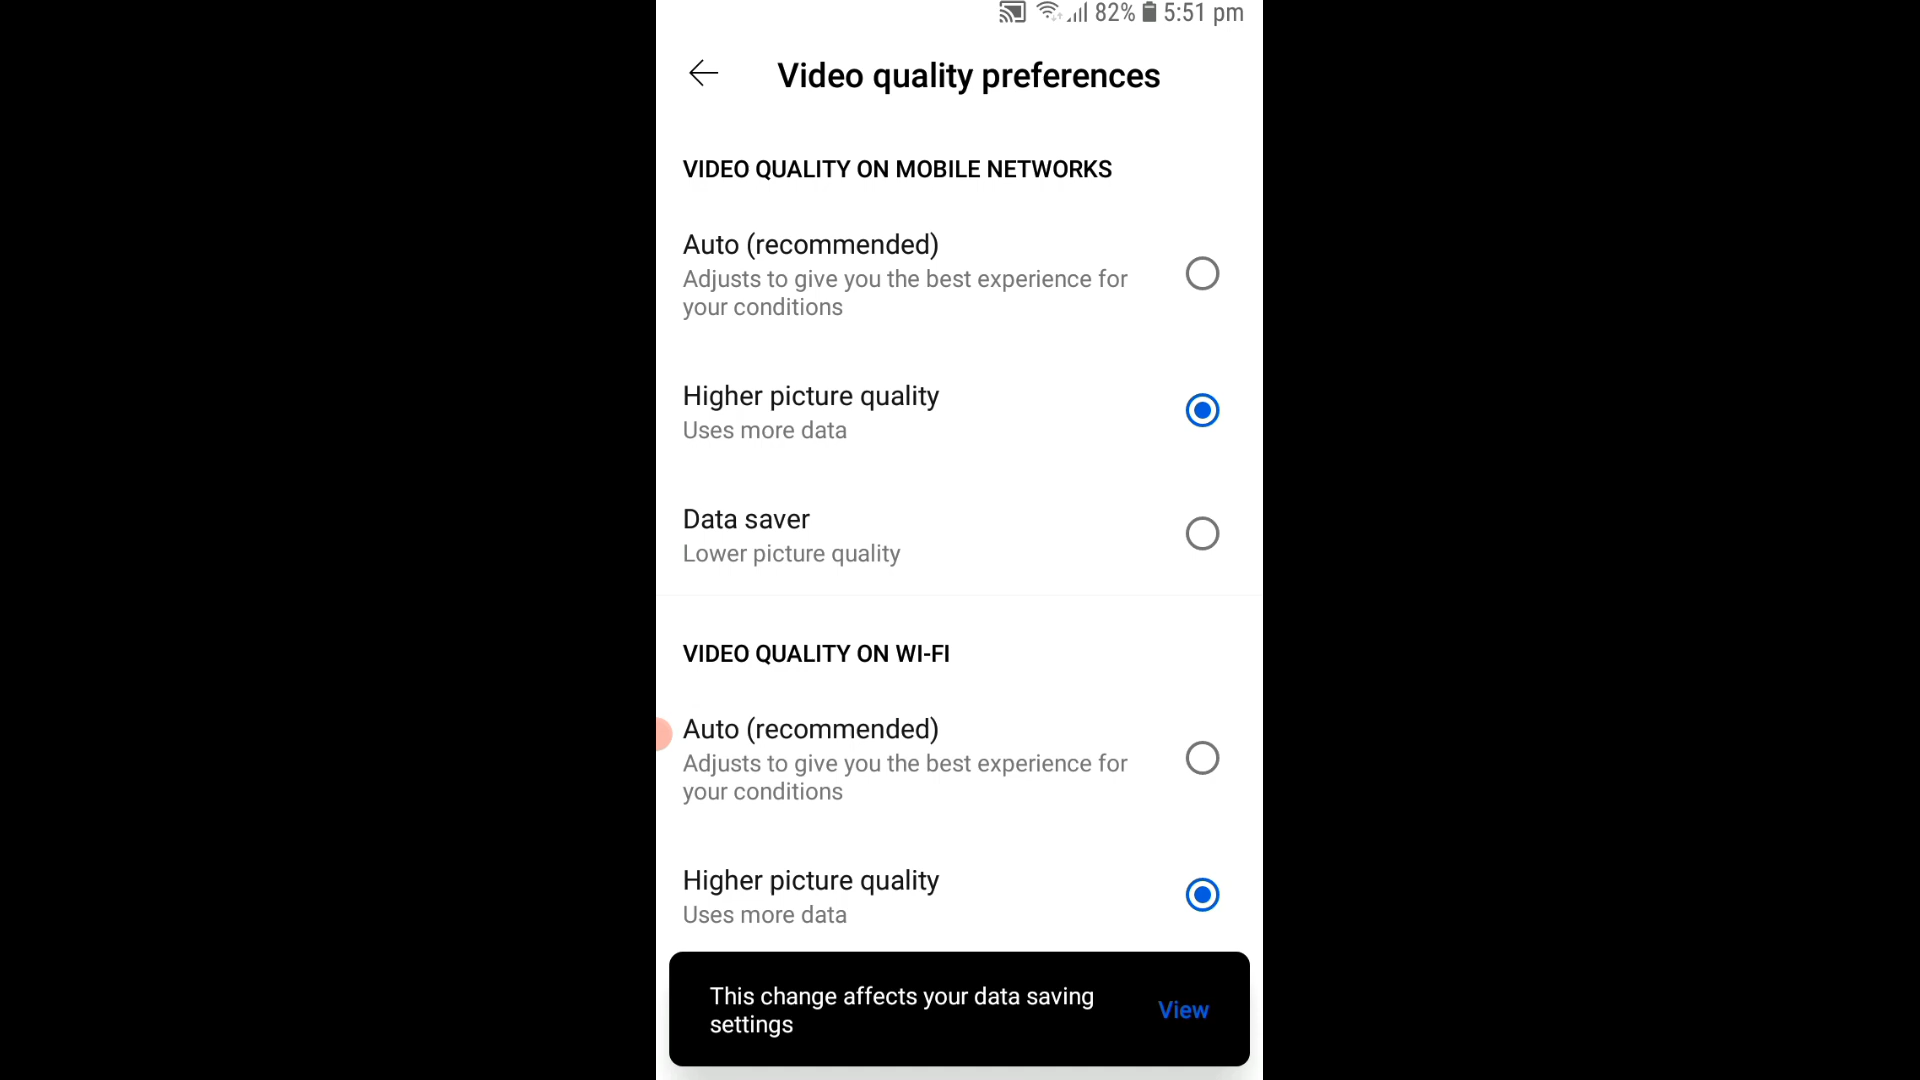 82% 5:51 pm
Video quality preferences
VIDEO QUALITY ON MOBILE NETWORKS
Auto (recommended)
Adjusts to give you the best experience for
your conditions
Higher picture quality
Uses more data
Data saver
Lower picture quality
VIDEO QUALITY ON WI-FI
Auto (recommended)
Adjusts to give you the best experience for
your conditions
Higher picture quality
Uses more data
This change affects your data saving
settings
View